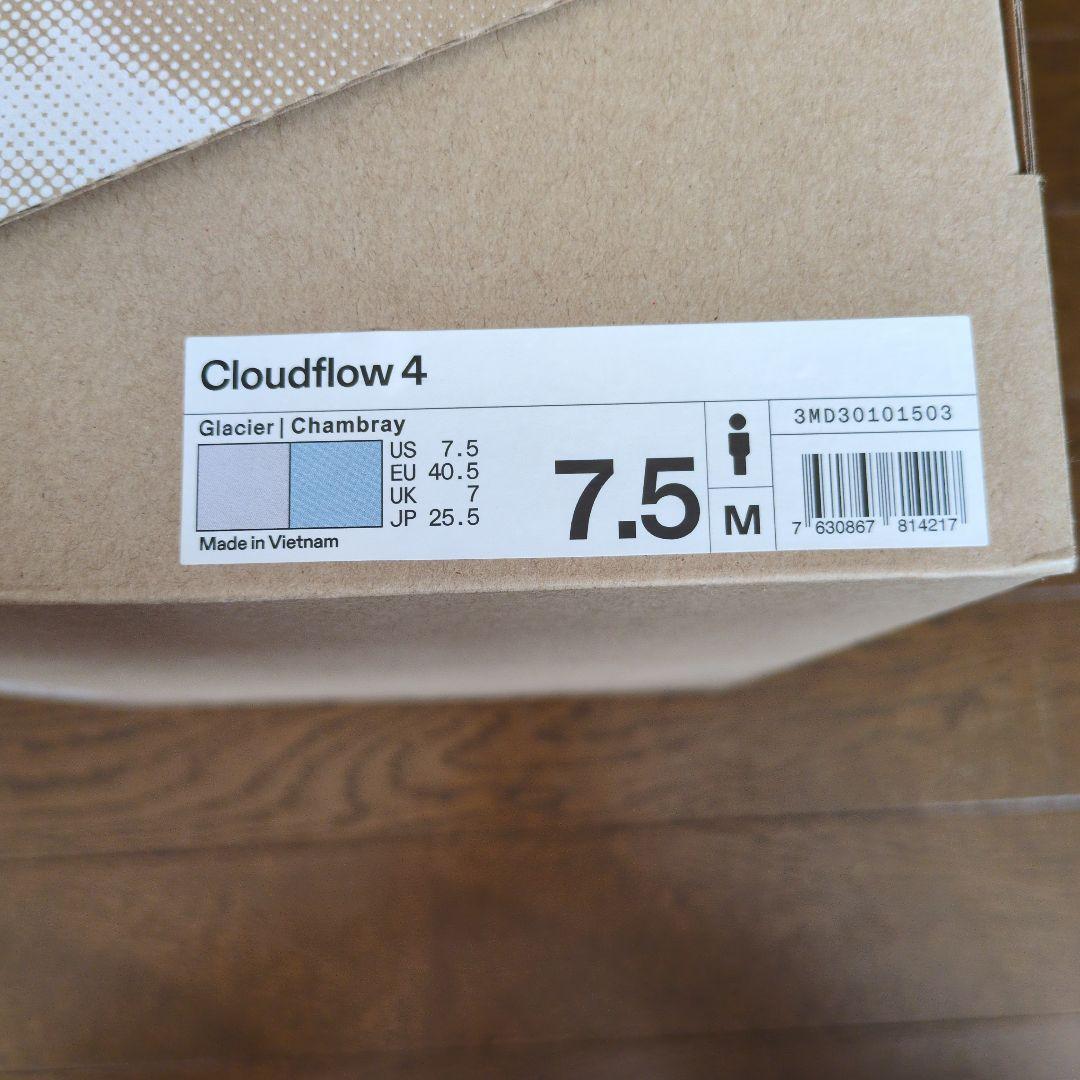 Cloudflow 4
Glacier | Chambray
US 7.5
EU 40.5
UK 7
JP 25.5
Made in Vietnam
7.5
M
3MD30101503
7 630867 814217